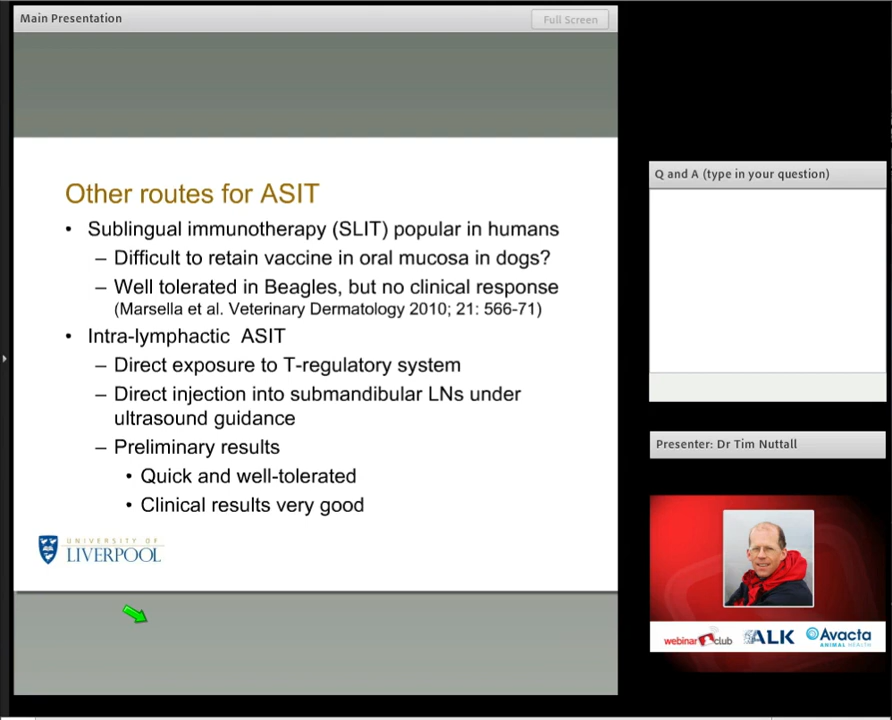 Main Presentation
Full Screen
Other routes for ASIT
• Sublingual immunotherapy (SLIT) popular in humans
– Difficult to retain vaccine in oral mucosa in dogs?
– Well tolerated in Beagles, but no clinical response
(Marsella et al. Veterinary Dermatology 2010; 21: 566-71)
• Intra-lymphactic ASIT
– Direct exposure to T-regulatory system
– Direct injection into submandibular LNs under
ultrasound guidance
– Preliminary results
• Quick and well-tolerated
• Clinical results very good
UNIVERSITY OF
LIVERPOOL
Q and A (type in your question)
Presenter: Dr Tim Nuttall
webinar club
ALK
Avacta
ANIMAL HEALTH